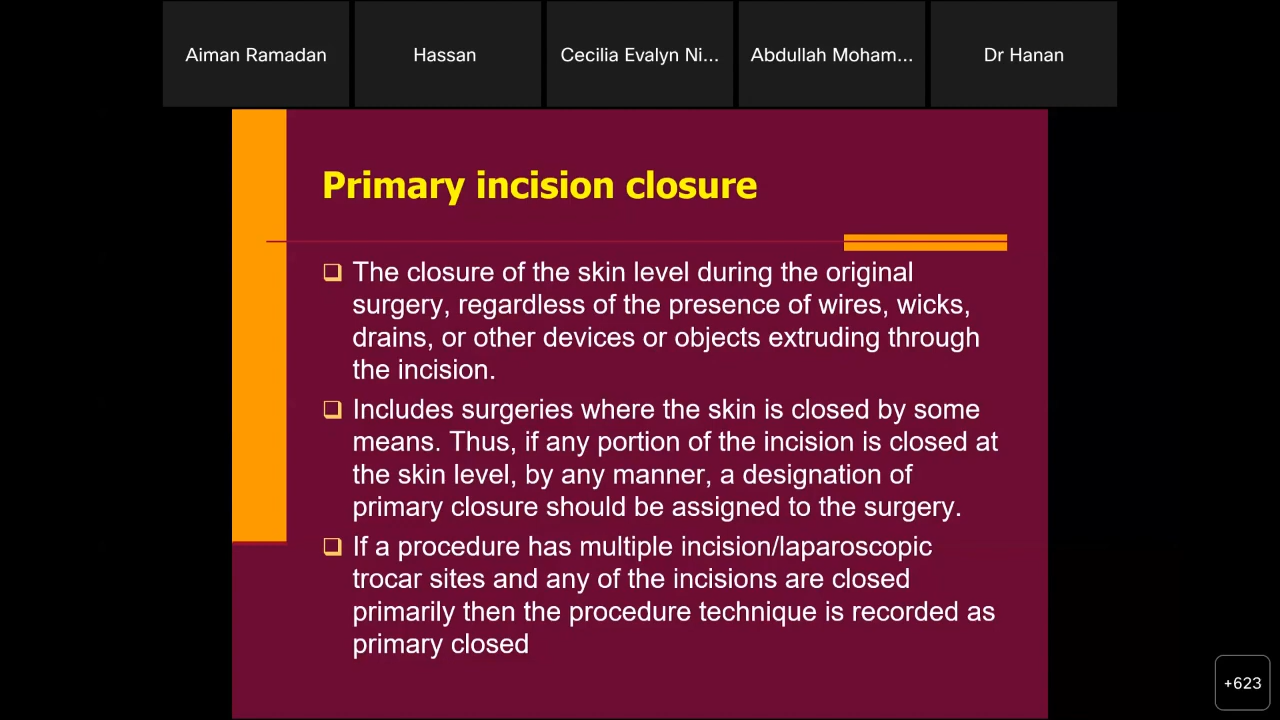 Aiman Ramadan
Hassan
Cecilia Evalyn Ni...
Abdullah Moham...
Dr Hanan
Primary incision closure
The closure of the skin level during the original
surgery, regardless of the presence of wires, wicks,
drains, or other devices or objects extruding through
the incision.
Includes surgeries where the skin is closed by some
means. Thus, if any portion of the incision is closed at
the skin level, by any manner, a designation of
primary closure should be assigned to the surgery.
If a procedure has multiple incision/laparoscopic
trocar sites and any of the incisions are closed
primarily then the procedure technique is recorded as
primary closed
+623